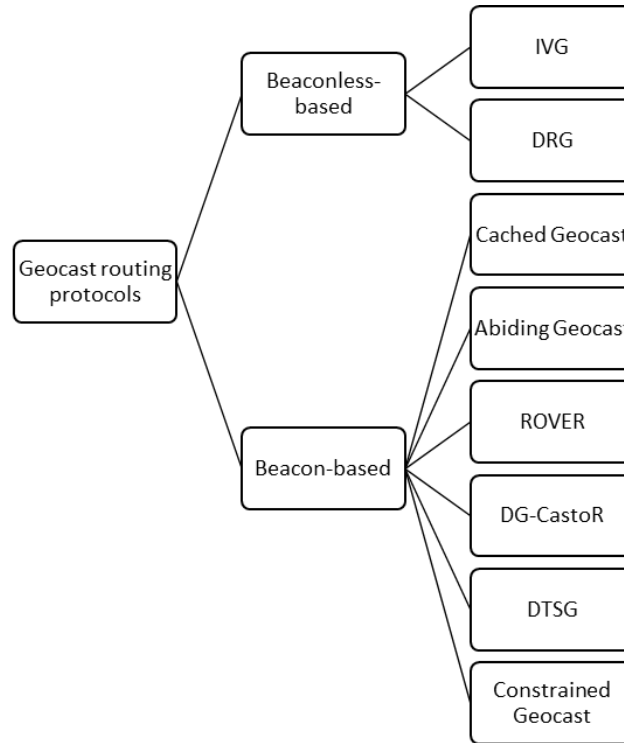 IVG
Beaconless-
based
DRG
Cached Geocast
Geocast routing
protocols
Abiding Geocast
ROVER
Beacon-based
DG-CastoR
DTSG
Constrained
Geocast